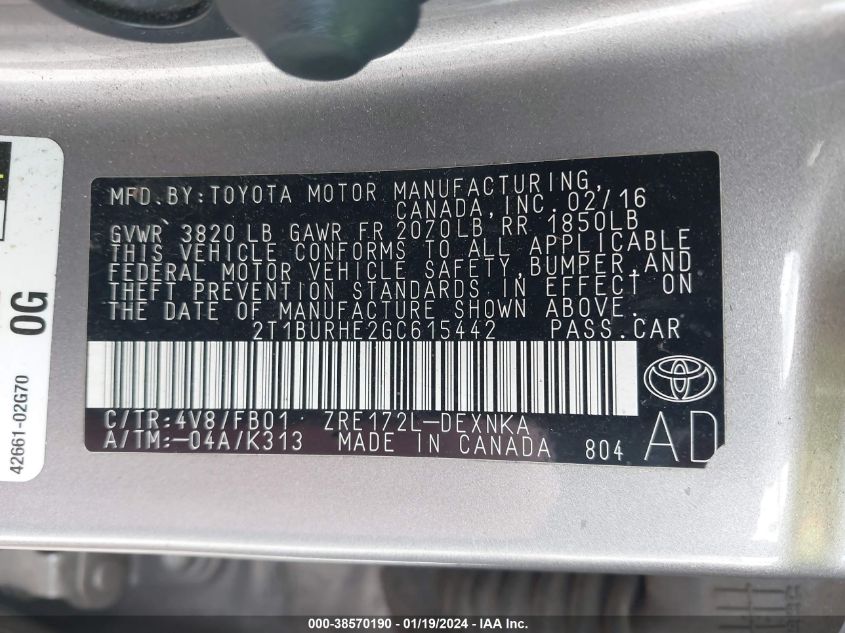 MFD.BY:TOYOTA MOTOR MANUFACTURING,
CANADA, INC. 02/16
GVWR 3820 LB GAWR FR 2070LB RR 1850LB
THIS VEHICLE CONFORMS TO ALL APPLICABLE
FEDERAL MOTOR VEHICLE SAFETY,BUMPER,AND
THEFT PREVENTION STANDARDS IN EFFECT ON
THE DATE OF MANUFACTURE SHOWN ABOVE.
2T1BURHE2GC615442 PASS.CAR
C/TR:4V8/FB01 ZRE172L-DEXNKA
A/TM:-04A/K313 MADE IN CANADA 804
AD
42661-02G70
0G
000-38570190 - 01/19/2024 - IAA Inc.